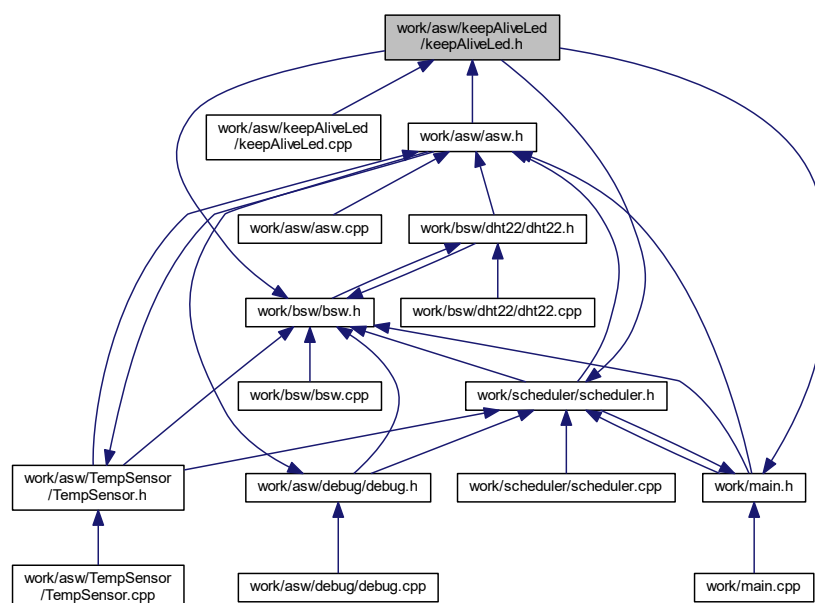 work/asw/keepAliveLed
/keepAliveLed.h
work/asw/keepAliveLed
/keepAliveLed.cpp
work/asw/asw.h
work/asw/asw.cpp
work/bsw/dht22/dht22.h
work/bsw/bsw.h
work/bsw/dht22/dht22.cpp
work/bsw/bsw.cpp
work/scheduler/scheduler.h
work/asw/TempSensor
/TempSensor.h
work/asw/debug/debug.h
work/scheduler/scheduler.cpp
work/main.h
work/asw/TempSensor
/TempSensor.cpp
work/asw/debug/debug.cpp
work/main.cpp